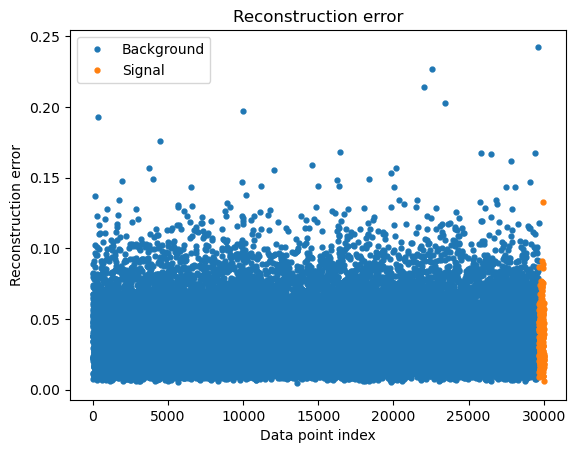 Reconstruction error
Background
Signal
Reconstruction error
0.25
0.20
0.15
0.10
0.05
0.00
0 5000 10000 15000 20000 25000 30000
Data point index